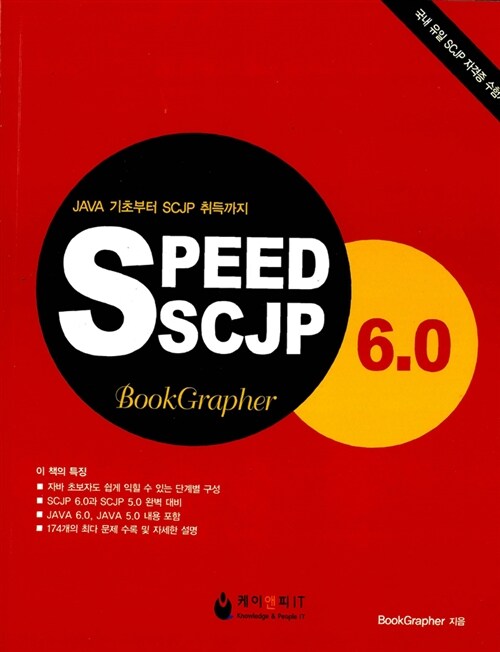 국내 유일 SCJP 자격증 수험
JAVA 기초부터 SCJP 취득까지
SPEED
SCJP
6.0
BookGrapher
이 책의 특징
■ 자바 초보자도 쉽게 익힐 수 있는 단계별 구성
■ SCJP 6.0과 SCJP 5.0 완벽 대비
■ JAVA 6.0, JAVA 5.0 내용 포함
■ 174개의 최다 문제 수록 및 자세한 설명
케이앤피IT
Knowledge & People IT
BookGrapher 지음